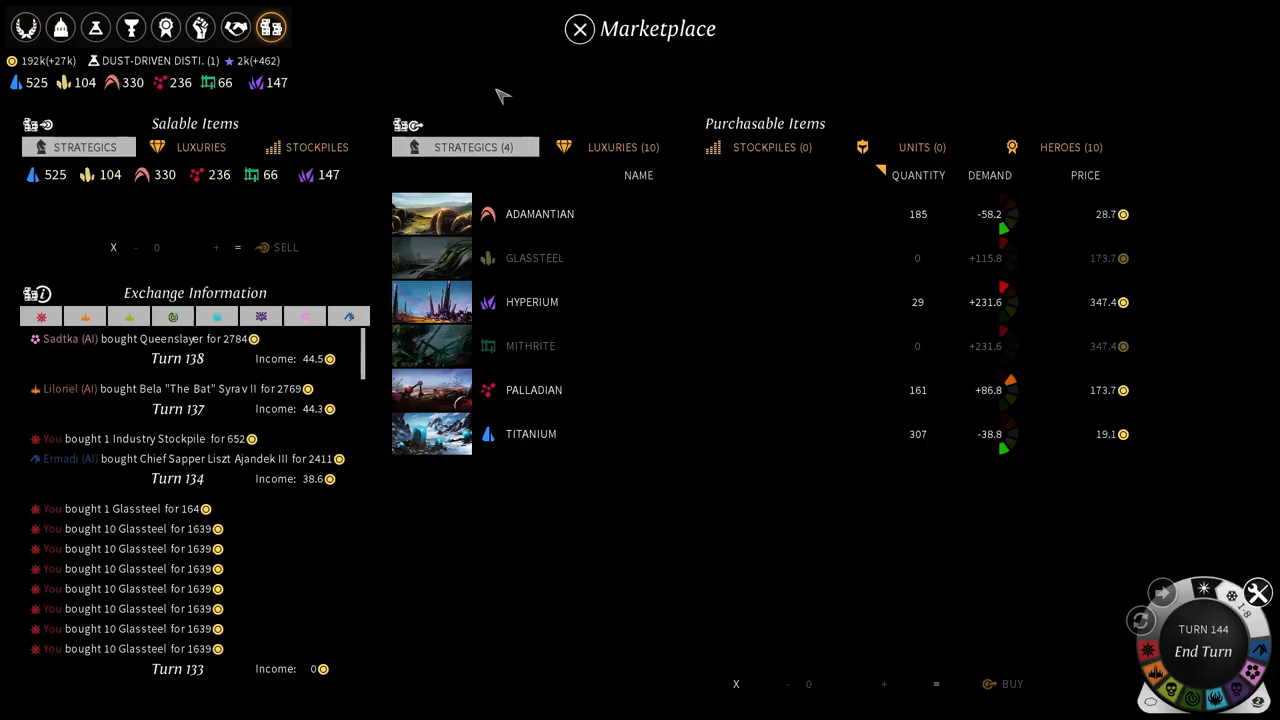 Marketplace
192k(+27k) DUST-DRIVEN DISTI. (1) 2k(+462)
525 104 330 236 66 147
Salable Items
STRATEGICS LUXURIES STOCKPILES
525 104 330 236 66 147
X - 0 + = SELL
Exchange Information
Sadtka (AI) bought Queenslayer for 2784
Turn 138 Income: 44.5
Liloriel (AI) bought Bela "The Bat" Syrav II for 2769
Turn 137 Income: 44.3
You bought 1 Industry Stockpile for 652
Ermadi (AI) bought Chief Sapper Liszt Ajandek III for 2411
Turn 134 Income: 38.6
You bought 1 Glassteel for 164
You bought 10 Glassteel for 1639
You bought 10 Glassteel for 1639
You bought 10 Glassteel for 1639
You bought 10 Glassteel for 1639
You bought 10 Glassteel for 1639
You bought 10 Glassteel for 1639
You bought 10 Glassteel for 1639
Turn 133 Income: 0
Purchasable Items
STRATEGICS (4) LUXURIES (10) STOCKPILES (0) UNITS (0) HEROES (10)
NAME QUANTITY DEMAND PRICE
ADAMANTIAN 185 -58.2 28.7
GLASSTEEL 0 +115.8 173.7
HYPERIUM 29 +231.6 347.4
MITHRITE 0 +231.6 347.4
PALLADIAN 161 +86.8 173.7
TITANIUM 307 -38.8 19.1
X - 0 + = BUY
1-8
TURN 144
End Turn